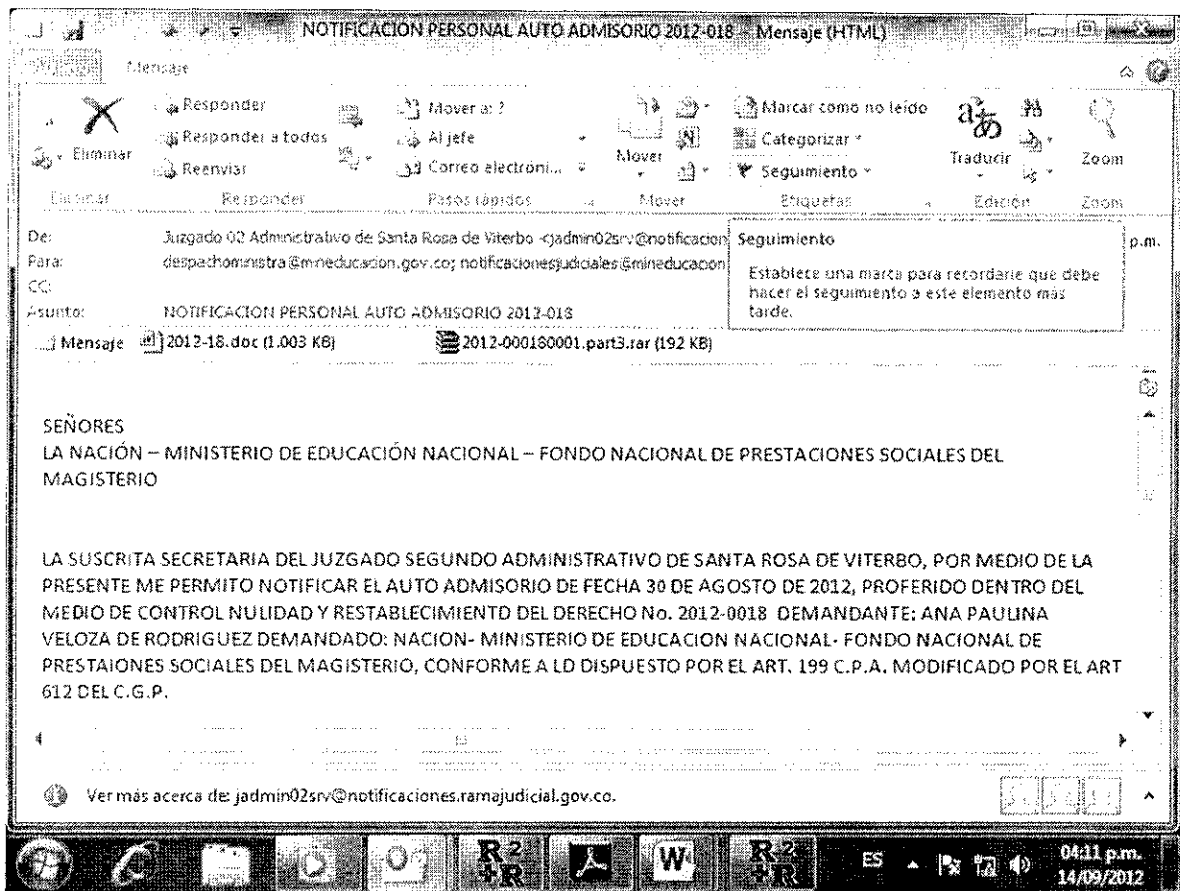 NOTIFICACION PERSONAL AUTO ADMISORIO 2012-018 - Mensaje (HTML)
Mensaje
Responder
Mover a: ?
Marcar como no leído
Responder a todos
Al jefe
Categorizar
Eliminar
Reenviar
Correo electróni...
Mover
Seguimiento
Traducir
Zoom
Eliminar
Responder
Pasos rápidos
Mover
Etiquetas
Edición
Zoom
De: Juzgado 02 Administrativo de Santa Rosa de Viterbo <jadmin02srv@notificacion
p.m.
Para: despachoministra@mineducacion.gov.co; notificacionesjudiciales@mineducacion
CC:
Asunto: NOTIFICACION PERSONAL AUTO ADMISORIO 2012-018
Seguimiento
Establece una marca para recordarle que debe
hacer el seguimiento a este elemento más
tarde.
Mensaje 2012-18.doc (1.003 KB) 2012-000180001.part3.rar (192 KB)
SEÑORES
LA NACIÓN – MINISTERIO DE EDUCACIÓN NACIONAL – FONDO NACIONAL DE PRESTACIONES SOCIALES DEL
MAGISTERIO
LA SUSCRITA SECRETARIA DEL JUZGADO SEGUNDO ADMINISTRATIVO DE SANTA ROSA DE VITERBO, POR MEDIO DE LA
PRESENTE ME PERMITO NOTIFICAR EL AUTO ADMISORIO DE FECHA 30 DE AGOSTO DE 2012, PROFERIDO DENTRO DEL
MEDIO DE CONTROL NULIDAD Y RESTABLECIMIENTO DEL DERECHO No. 2012-0018 DEMANDANTE: ANA PAULINA
VELOZA DE RODRIGUEZ DEMANDADO: NACION- MINISTERIO DE EDUCACION NACIONAL- FONDO NACIONAL DE
PRESTAIONES SOCIALES DEL MAGISTERIO, CONFORME A LO DISPUESTO POR EL ART. 199 C.P.A. MODIFICADO POR EL ART
612 DEL C.G.P.
Ver más acerca de: jadmin02srv@notificaciones.ramajudicial.gov.co.
ES
04:11 p.m.
14/09/2012